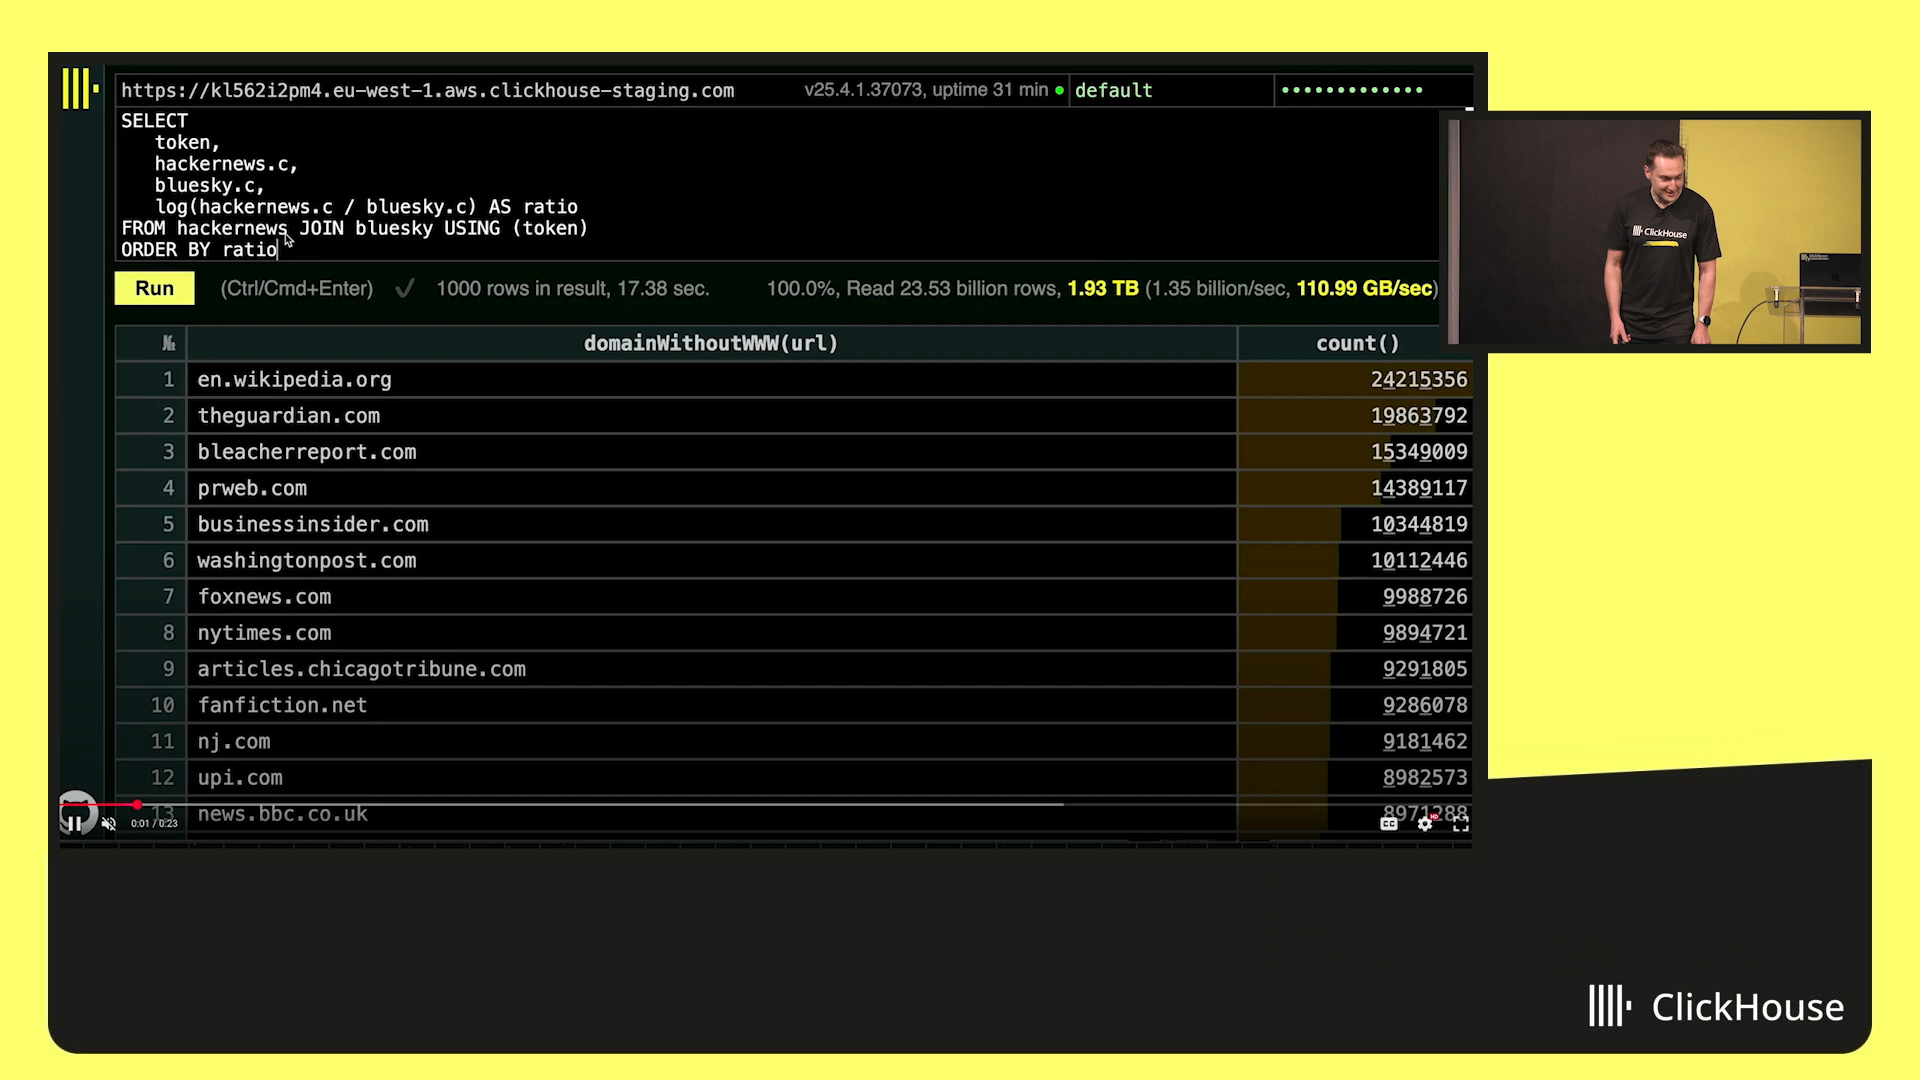 https://kl562i2pm4.eu-west-1.aws.clickhouse-staging.com v25.4.1.37073, uptime 31 min default
SELECT
token,
hackernews.c,
bluesky.c,
log(hackernews.c / bluesky.c) AS ratio
FROM hackernews JOIN bluesky USING (token)
ORDER BY ratio
Run (Ctrl/Cmd+Enter) ✓ 1000 rows in result, 17.38 sec. 100.0%, Read 23.53 billion rows, 1.93 TB (1.35 billion/sec, 110.99 GB/sec)
№ domainWithoutWWW(url) count()
1 en.wikipedia.org 24215356
2 theguardian.com 19863792
3 bleacherreport.com 15349009
4 prweb.com 14389117
5 businessinsider.com 10344819
6 washingtonpost.com 10112446
7 foxnews.com 9988726
8 nytimes.com 9894721
9 articles.chicagotribune.com 9291805
10 fanfiction.net 9286078
11 nj.com 9181462
12 upi.com 8982573
13 news.bbc.co.uk 8971288
0:01 / 0:23
CC
HD
ClickHouse
ClickHouse